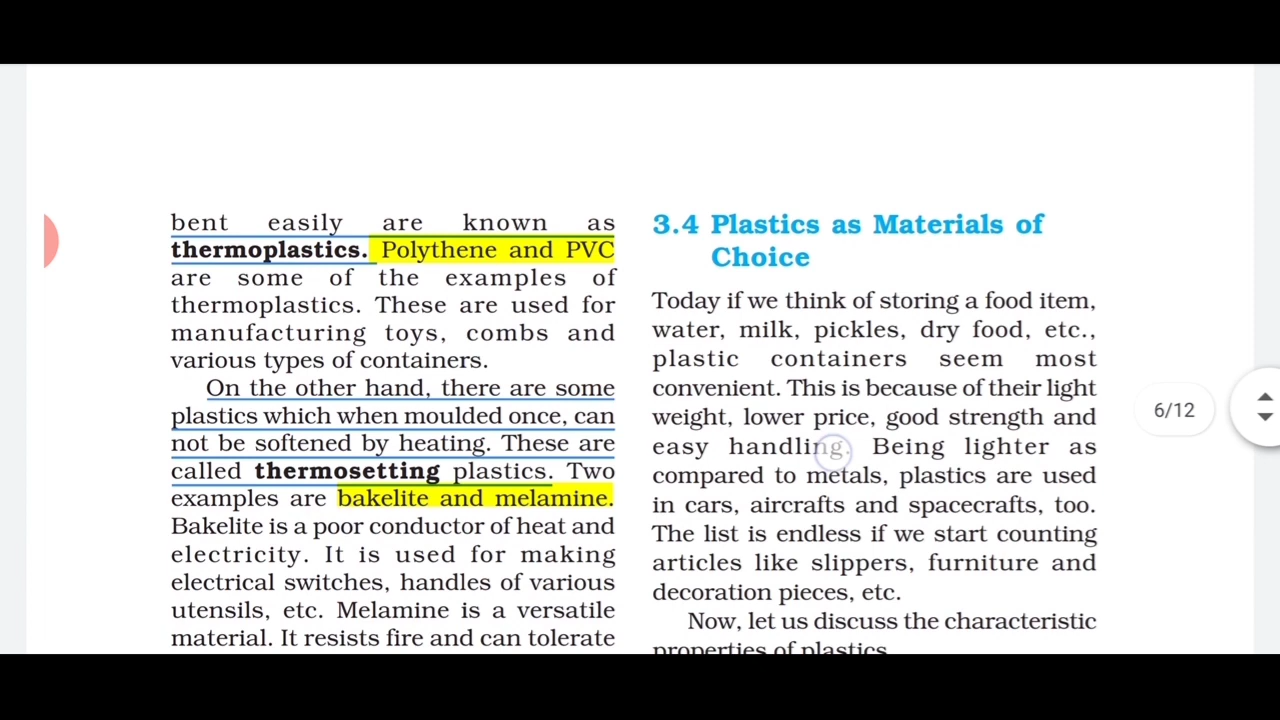 bent easily are known as
thermoplastics. Polythene and PVC
are some of the examples of
thermoplastics. These are used for
manufacturing toys, combs and
various types of containers.
On the other hand, there are some
plastics which when moulded once, can
not be softened by heating. These are
called thermosetting plastics. Two
examples are bakelite and melamine.
Bakelite is a poor conductor of heat and
electricity. It is used for making
electrical switches, handles of various
utensils, etc. Melamine is a versatile
material. It resists fire and can tolerate
3.4 Plastics as Materials of
Choice
Today if we think of storing a food item,
water, milk, pickles, dry food, etc.,
plastic containers seem most
convenient. This is because of their light
weight, lower price, good strength and
easy handling. Being lighter as
compared to metals, plastics are used
in cars, aircrafts and spacecrafts, too.
The list is endless if we start counting
articles like slippers, furniture and
decoration pieces, etc.
Now, let us discuss the characteristic
properties of plastics
6/12